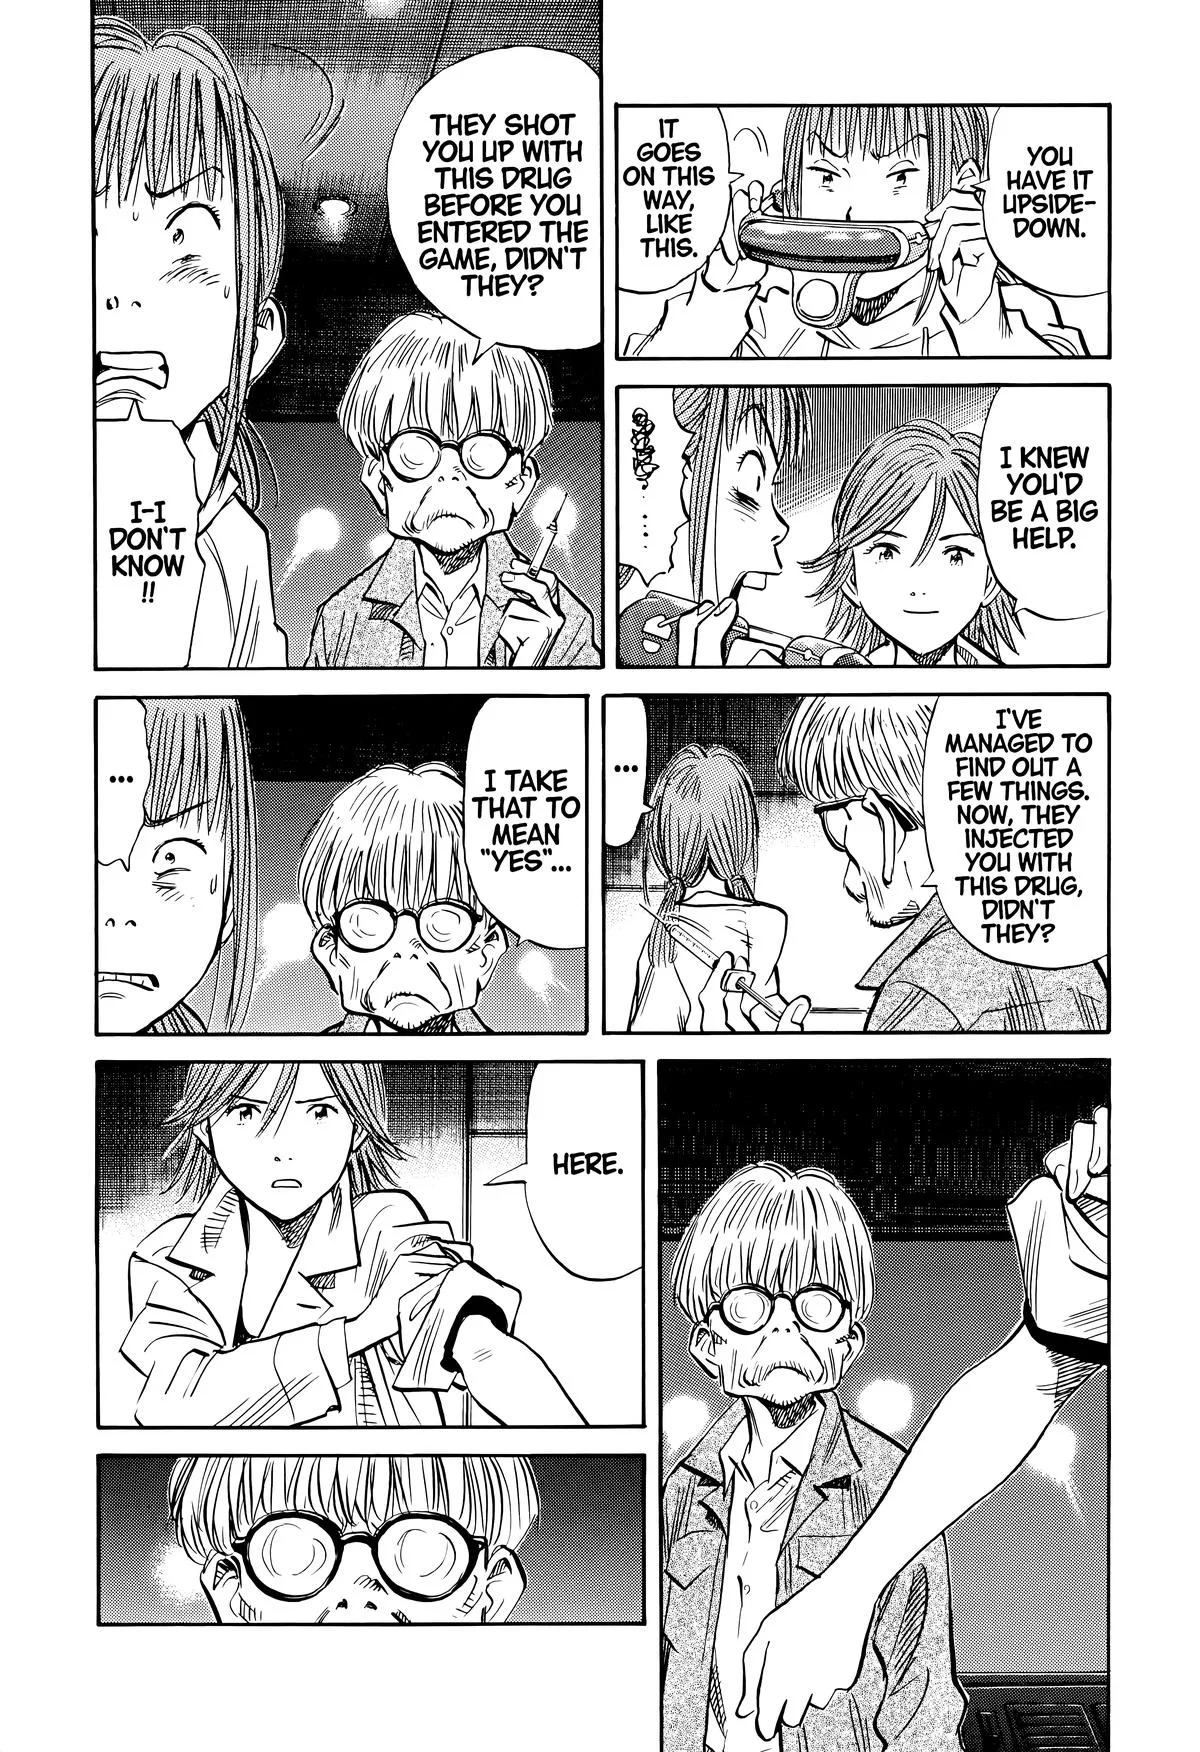 YOU
HAVE IT
UPSIDE-
DOWN.
IT
GOES
ON THIS
WAY,
LIKE
THIS.
I KNEW
YOU'D
BE A BIG
HELP.
THEY SHOT
YOU UP WITH
THIS DRUG
BEFORE YOU
ENTERED THE
GAME, DIDN'T
THEY?
I-I
DON'T
KNOW
!!
I'VE
MANAGED TO
FIND OUT A
FEW THINGS.
NOW, THEY
INJECTED
YOU WITH
THIS DRUG,
DIDN'T
THEY?
...
I TAKE
THAT TO
MEAN
"YES"...
...
HERE.